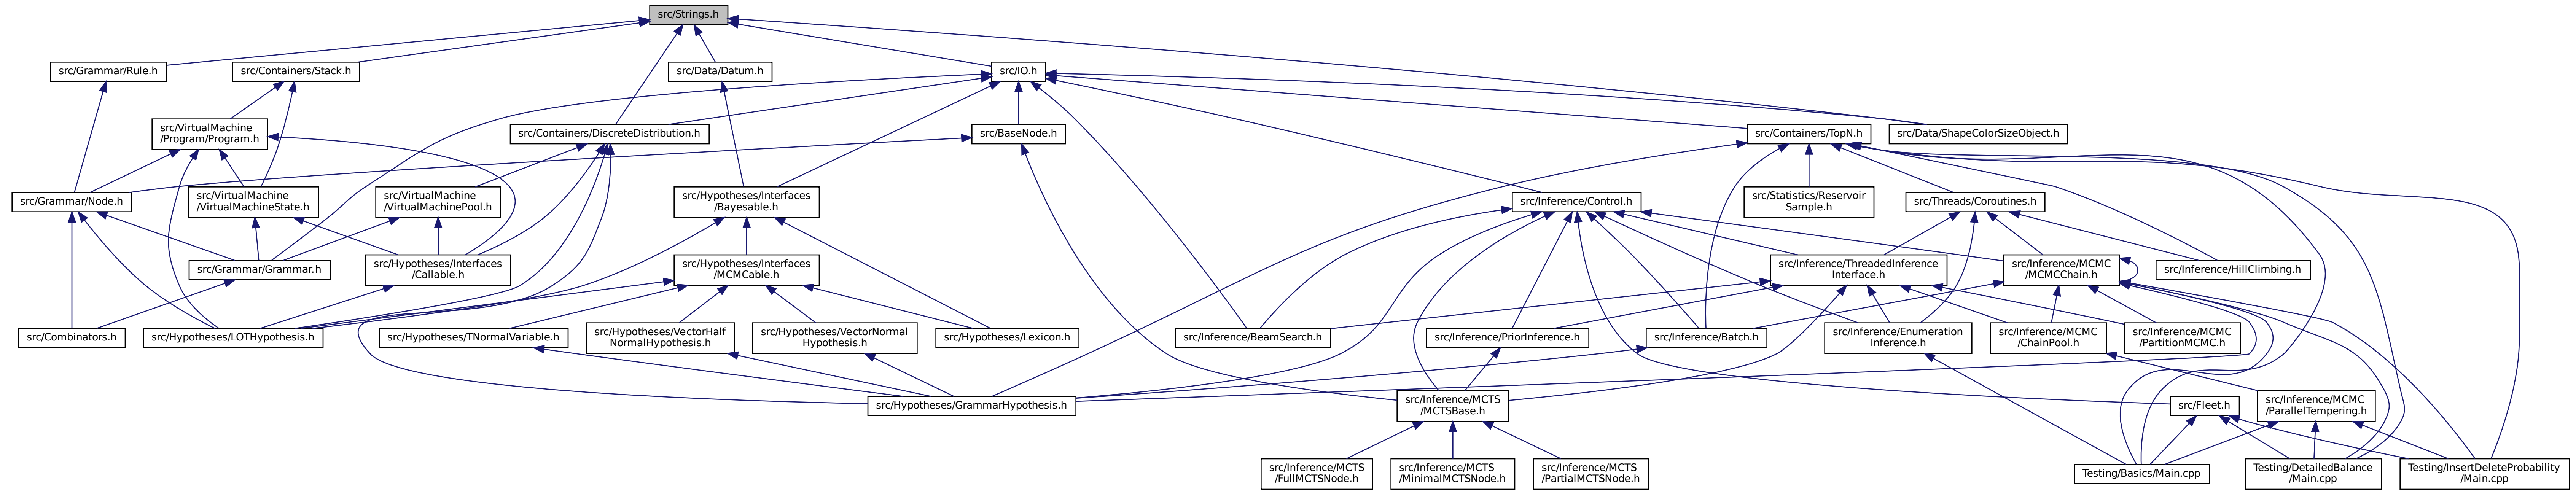 src/Strings.h
src/Grammar/Rule.h
src/Containers/Stack.h
src/Data/Datum.h
src/IO.h
src/VirtualMachine
/Program/Program.h
src/Containers/DiscreteDistribution.h
src/BaseNode.h
src/Containers/TopN.h
src/Data/ShapeColorSizeObject.h
src/Grammar/Node.h
src/VirtualMachine
/VirtualMachineState.h
src/VirtualMachine
/VirtualMachinePool.h
src/Hypotheses/Interfaces
/Bayesable.h
src/Inference/Control.h
src/Statistics/Reservoir
Sample.h
src/Threads/Coroutines.h
src/Grammar/Grammar.h
src/Hypotheses/Interfaces
/Callable.h
src/Hypotheses/Interfaces
/MCMCable.h
src/Inference/ThreadedInference
Interface.h
src/Inference/MCMC
/MCMCChain.h
src/Inference/HillClimbing.h
src/Combinators.h
src/Hypotheses/LOTHypothesis.h
src/Hypotheses/TNormalVariable.h
src/Hypotheses/VectorHalf
NormalHypothesis.h
src/Hypotheses/VectorNormal
Hypothesis.h
src/Hypotheses/Lexicon.h
src/Inference/BeamSearch.h
src/Inference/PriorInference.h
src/Inference/Batch.h
src/Inference/Enumeration
Inference.h
src/Inference/MCMC
/ChainPool.h
src/Inference/MCMC
/PartitionMCMC.h
src/Hypotheses/GrammarHypothesis.h
src/Inference/MCTS
/MCTSBase.h
src/Fleet.h
src/Inference/MCMC
/ParallelTempering.h
src/Inference/MCTS
/FullMCTSNode.h
src/Inference/MCTS
/MinimalMCTSNode.h
src/Inference/MCTS
/PartialMCTSNode.h
Testing/Basics/Main.cpp
Testing/DetailedBalance
/Main.cpp
Testing/InsertDeleteProbability
/Main.cpp